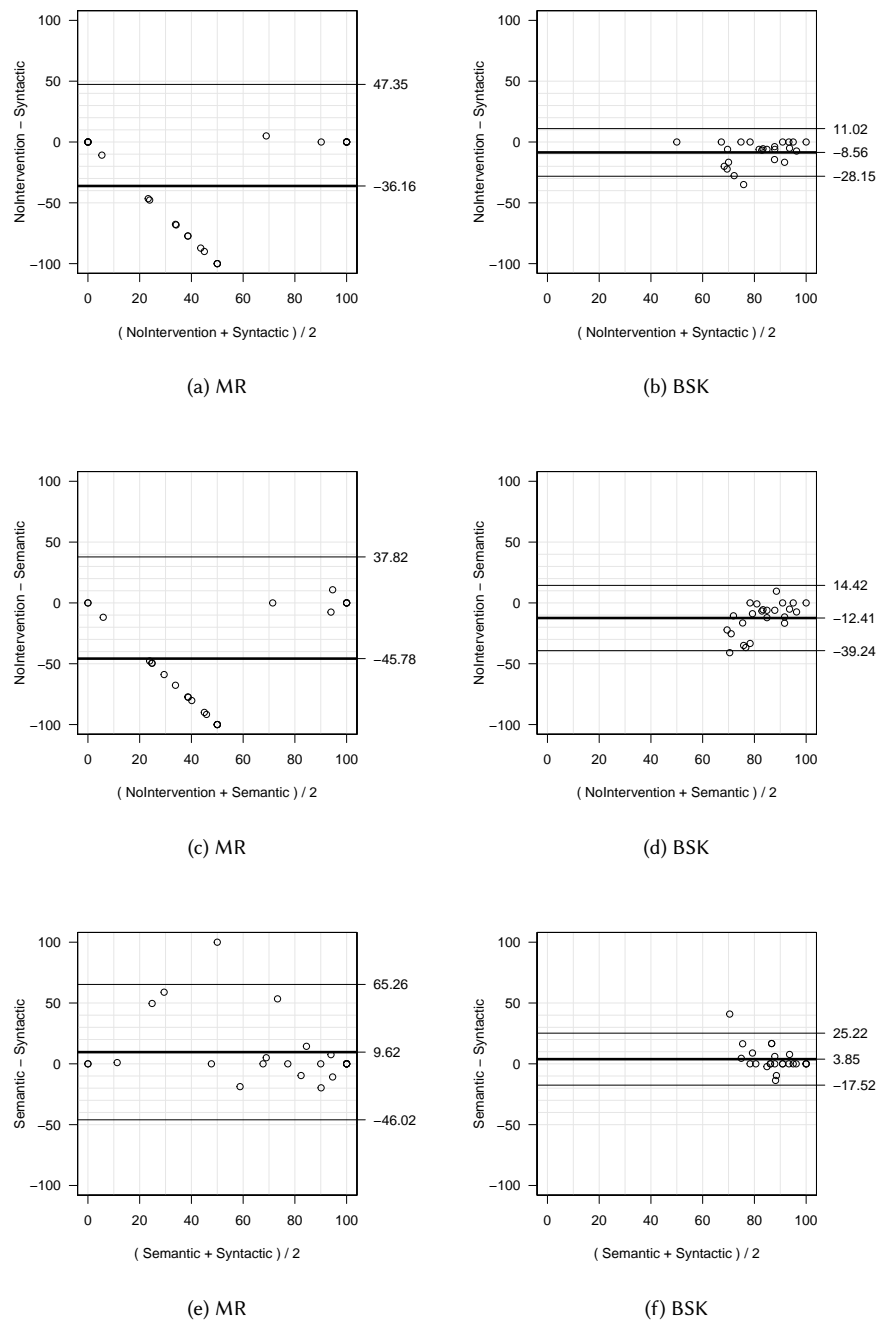 100
50
0
−50
−100
NoIntervention − Syntactic
47.35
−36.16
0 20 40 60 80 100
( NoIntervention + Syntactic ) / 2
(a) MR
100
50
0
−50
−100
NoIntervention − Syntactic
11.02
−8.56
−28.15
0 20 40 60 80 100
( NoIntervention + Syntactic ) / 2
(b) BSK
100
50
0
−50
−100
NoIntervention − Semantic
37.82
−45.78
0 20 40 60 80 100
( NoIntervention + Semantic ) / 2
(c) MR
100
50
0
−50
−100
NoIntervention − Semantic
14.42
−12.41
−39.24
0 20 40 60 80 100
( NoIntervention + Semantic ) / 2
(d) BSK
100
50
0
−50
−100
Semantic − Syntactic
65.26
9.62
−46.02
0 20 40 60 80 100
( Semantic + Syntactic ) / 2
(e) MR
100
50
0
−50
−100
Semantic − Syntactic
25.22
3.85
−17.52
0 20 40 60 80 100
( Semantic + Syntactic ) / 2
(f) BSK